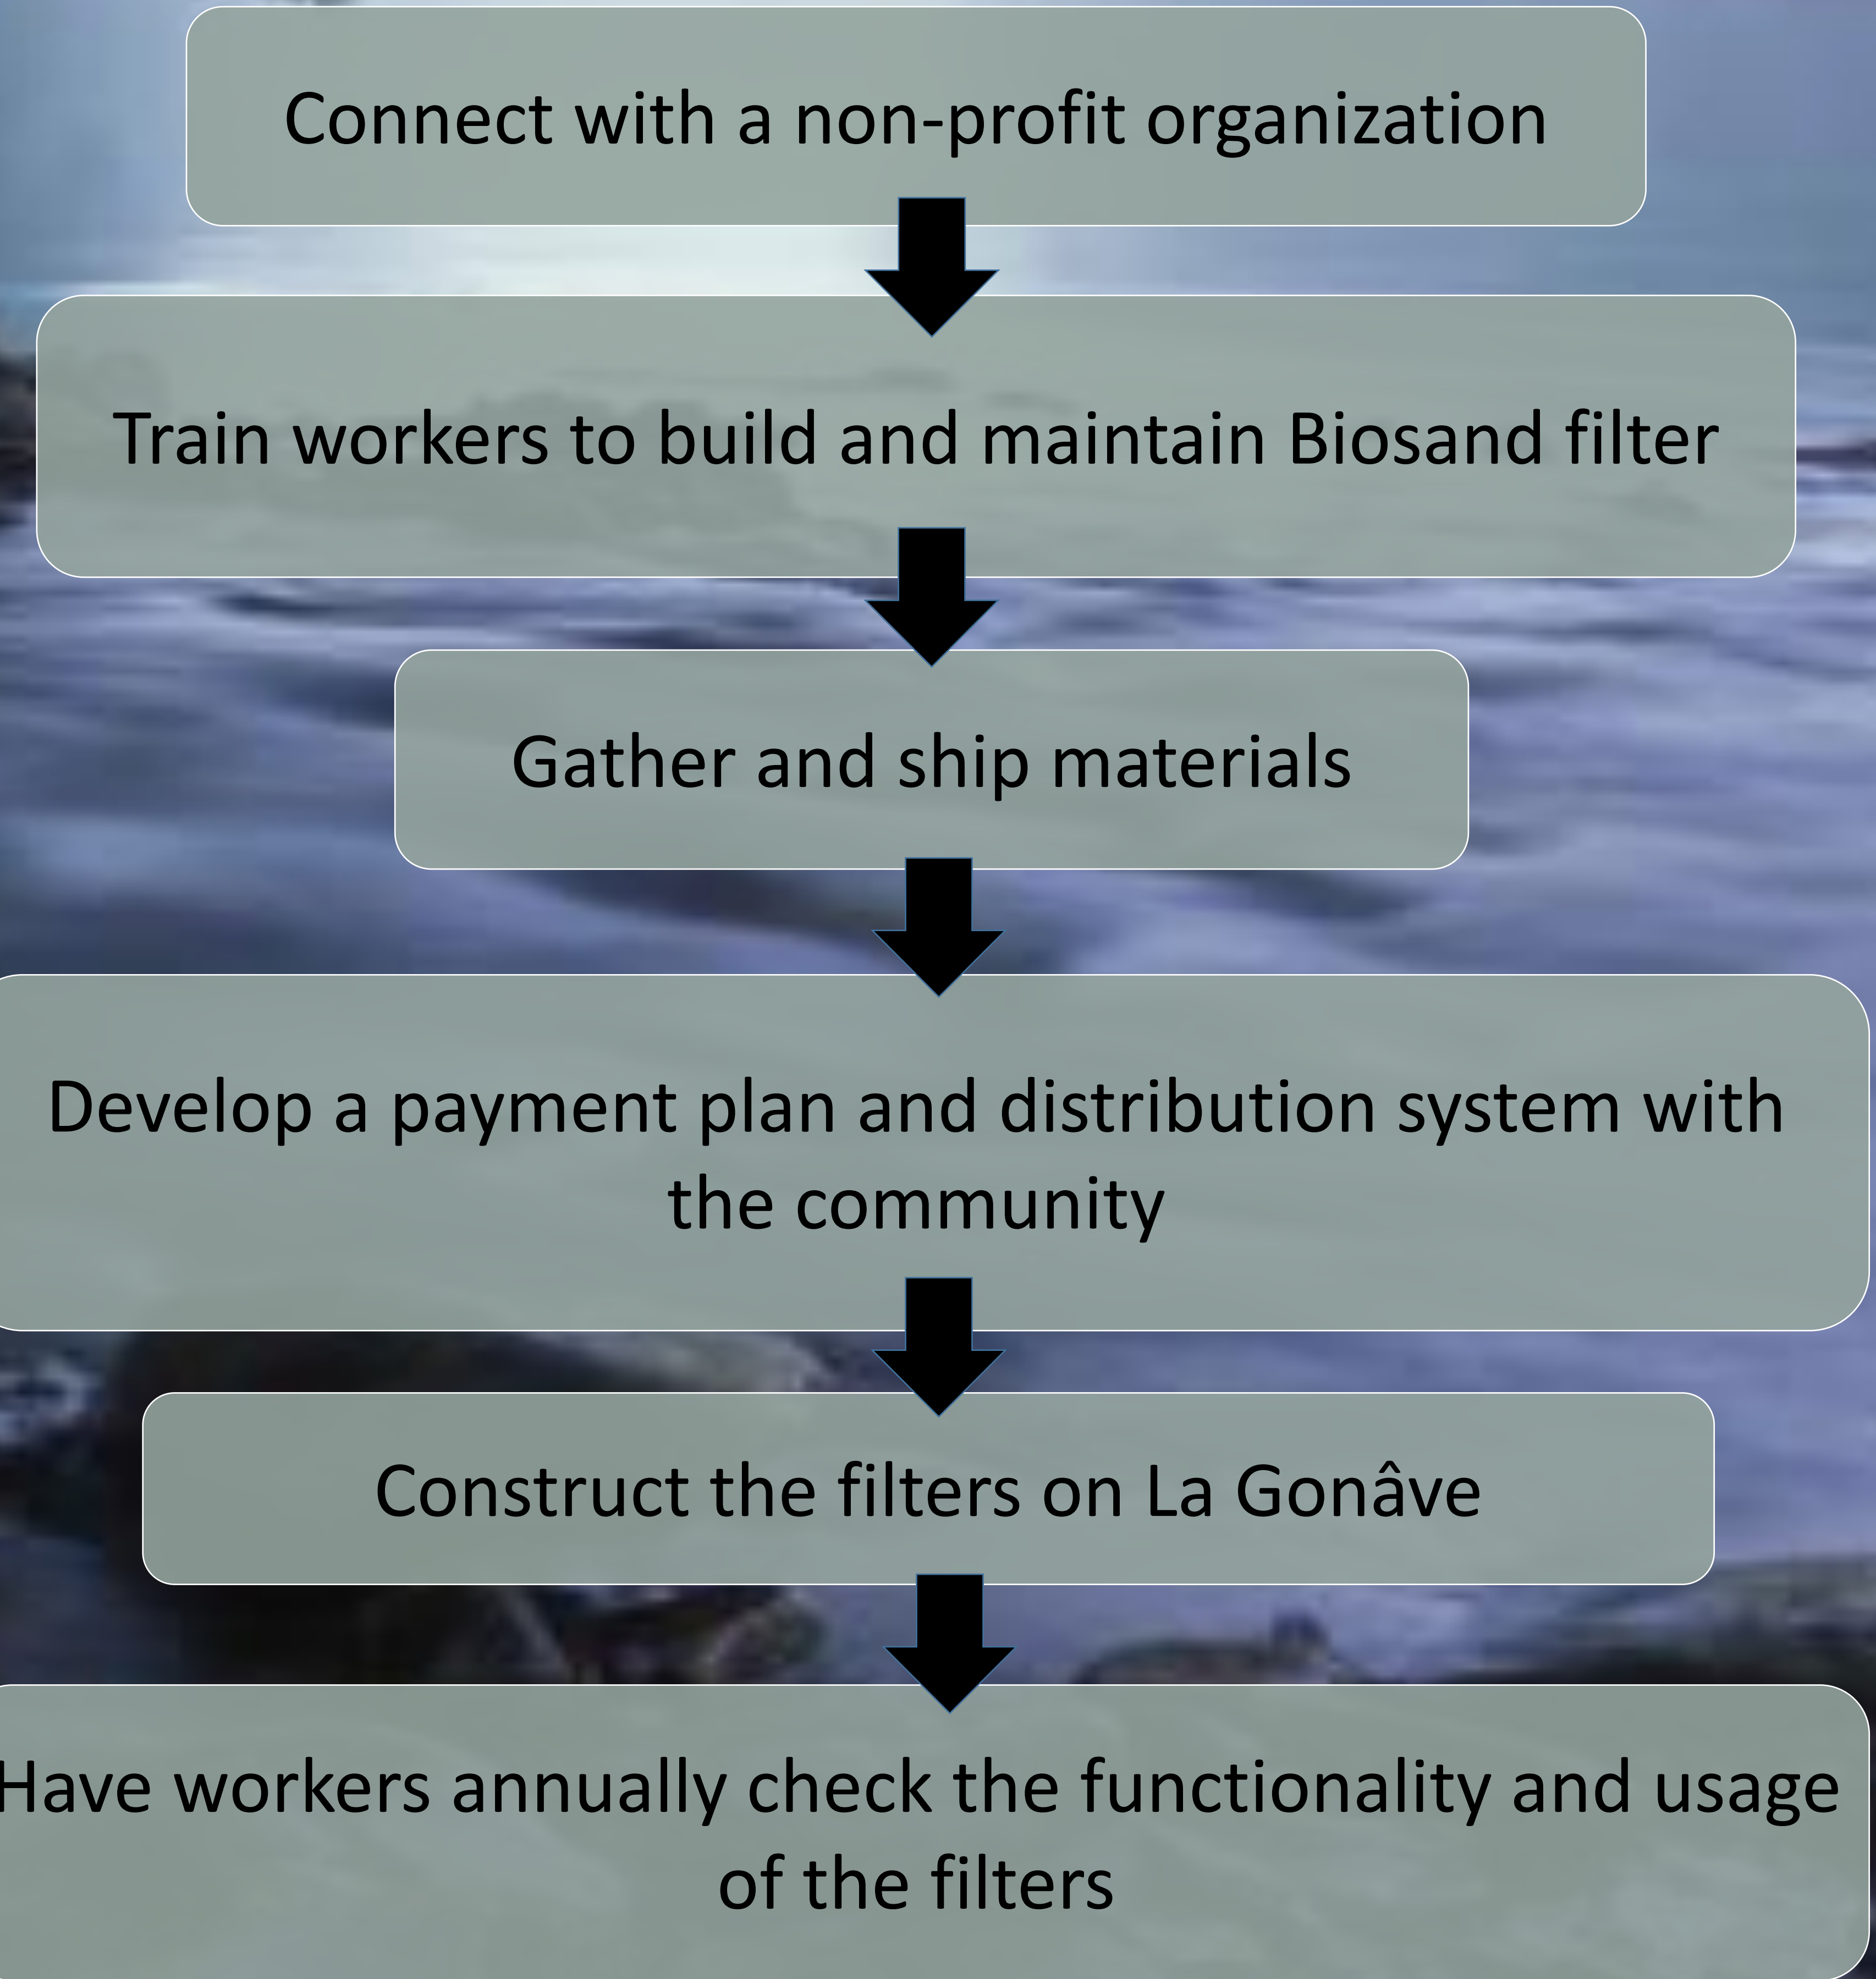 Connect with a non-profit organization
Train workers to build and maintain Biosand filter
Gather and ship materials
Develop a payment plan and distribution system with
the community
Construct the filters on La Gonâve
Have workers annually check the functionality and usage
of the filters